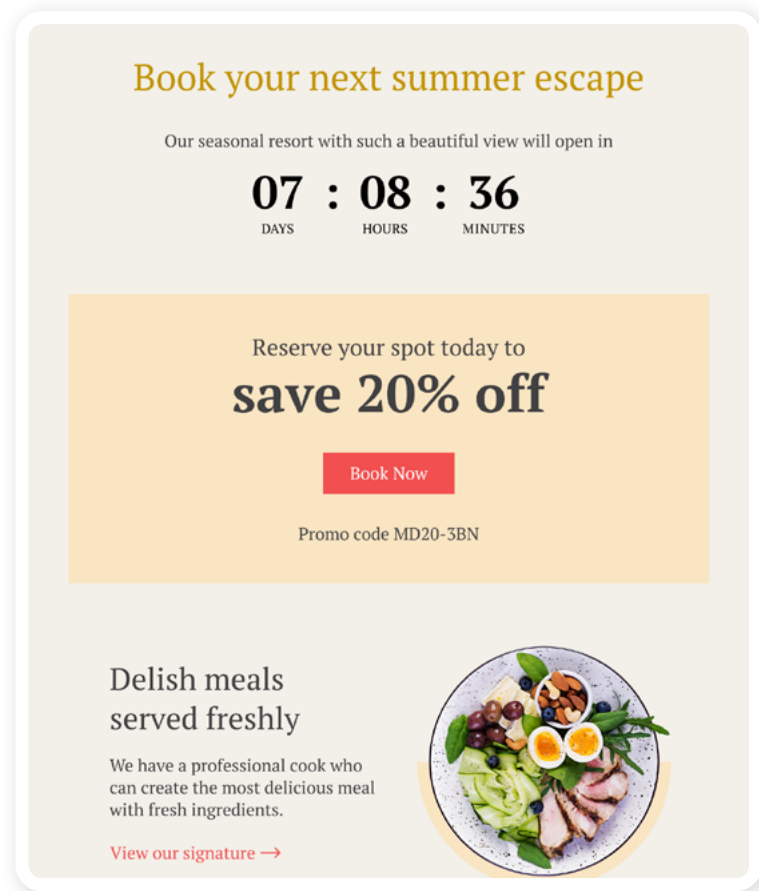 Book your next summer escape
Our seasonal resort with such a beautiful view will open in
07 : 08 : 36
DAYS HOURS MINUTES
Reserve your spot today to
save 20% off
Book Now
Promo code MD20-3BN
Delish meals
served freshly
We have a professional cook who
can create the most delicious meal
with fresh ingredients.
View our signature →